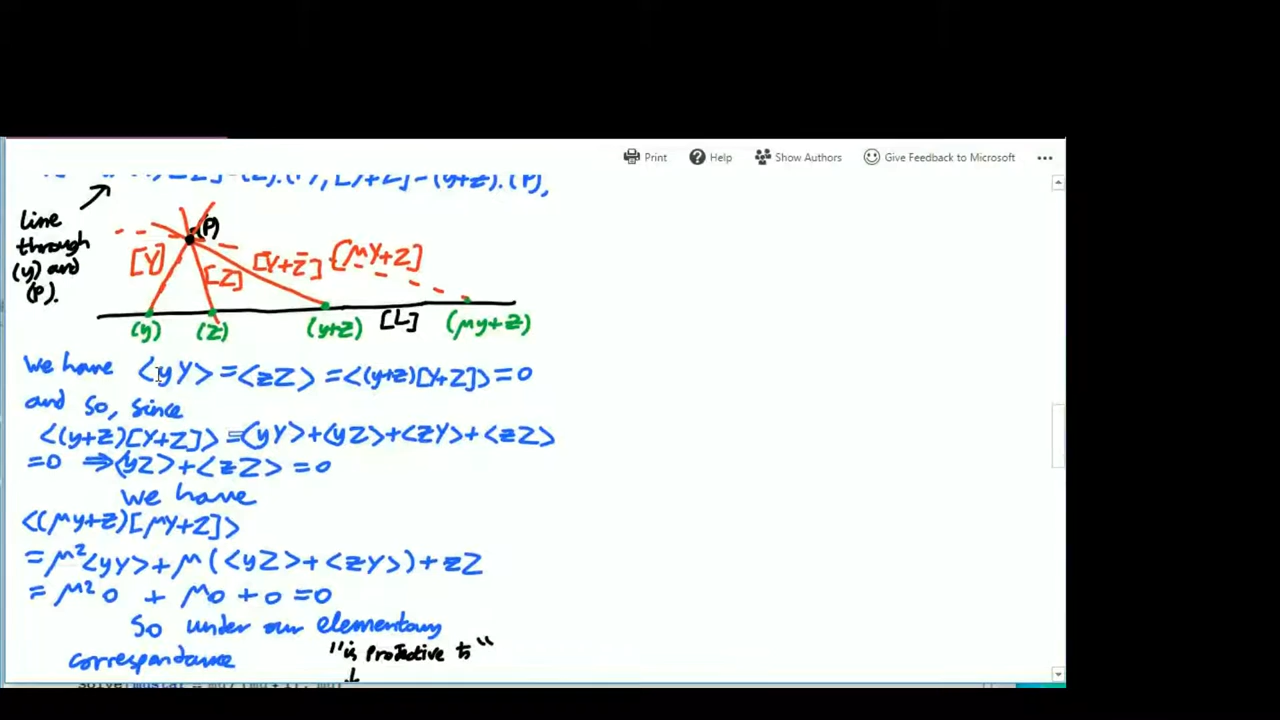 Print Help Show Authors Give Feedback to Microsoft
= (y+z).(P),
line
through
(y) and
(P).
(P)
[Y] [Z] [Y+Z] [μY+Z]
(y) (z) (y+z) [L] (μy+z)
We have <yY> = <zZ> = <(y+z)[Y+Z]> = 0
and so, since
<(y+z)[Y+Z]> = <yY>+<yZ>+<zY>+<zZ>
=0 ⇒ <yZ>+<zZ> = 0
we have
<(μy+z)[μY+Z]>
= μ²<yY>+ μ(<yZ>+<zY>)+zZ
= μ²0 + μ0 + 0 =0
So under our elementary
correspondance "is projective to"